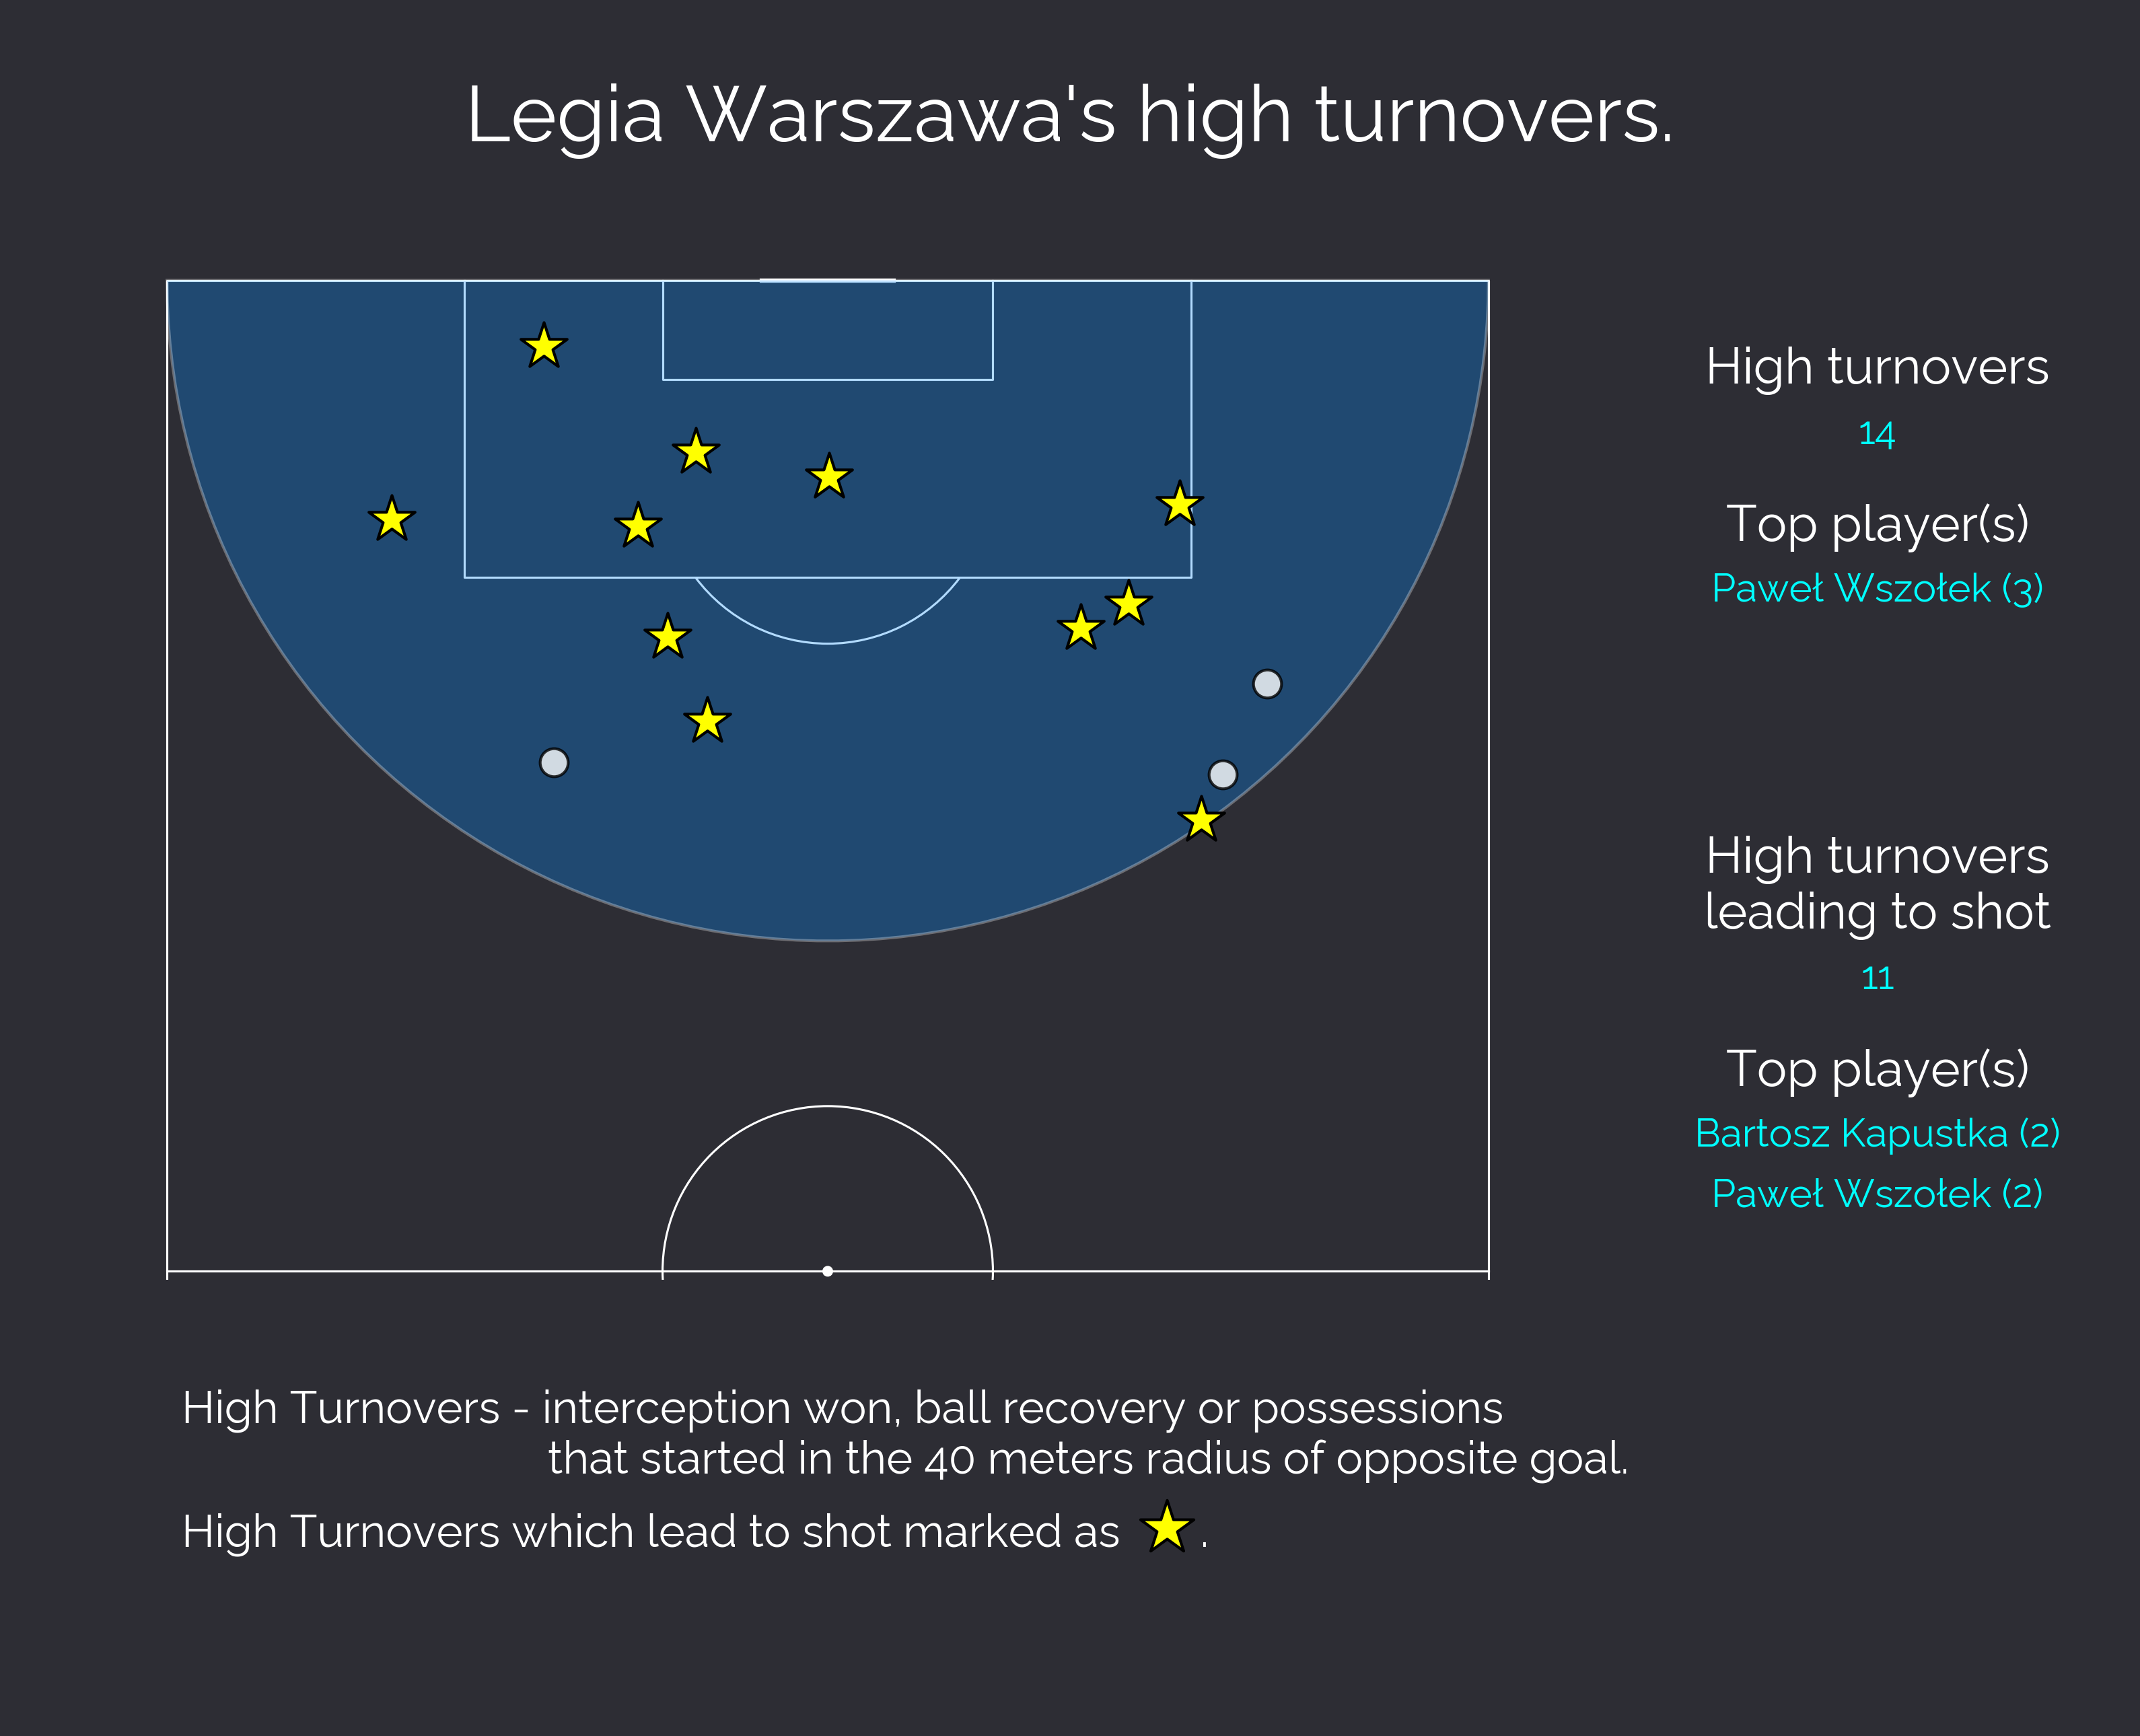 Legia Warszawa's high turnovers.
High turnovers
14
Top player(s)
Paweł Wszołek (3)
High turnovers
leading to shot
11
Top player(s)
Bartosz Kapustka (2)
Paweł Wszołek (2)
High Turnovers - interception won, ball recovery or possessions
that started in the 40 meters radius of opposite goal.
High Turnovers which lead to shot marked as .